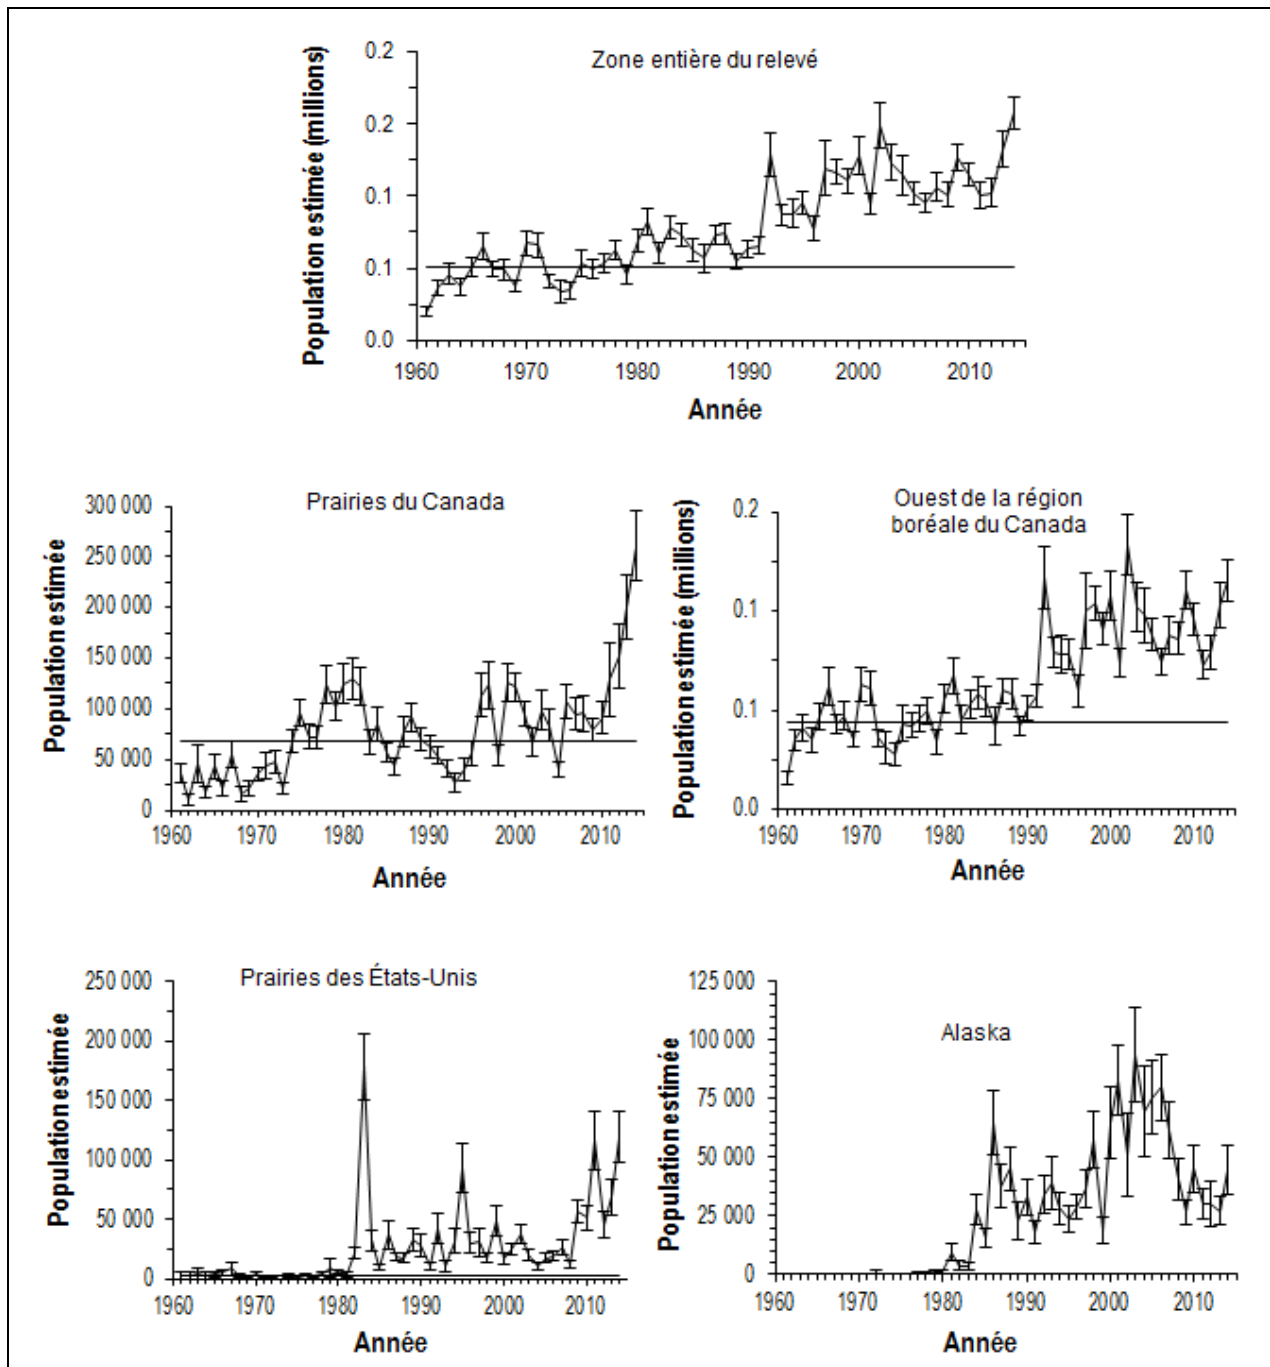 Zone entière du relevé
Population estimée (millions)
0.2
0.2
0.1
0.1
0.0
1960 1970 1980 1990 2000 2010
Année
Prairies du Canada
Population estimée
300 000
250 000
200 000
150 000
100 000
50 000
0
1960 1970 1980 1990 2000 2010
Année
Ouest de la région
boréale du Canada
Population estimée (millions)
0.2
0.1
0.1
0.0
1960 1970 1980 1990 2000 2010
Année
Prairies des États-Unis
Population estimée
250 000
200 000
150 000
100 000
50 000
0
1960 1970 1980 1990 2000 2010
Année
Alaska
Population estimée
125 000
100 000
75 000
50 000
25 000
0
1960 1970 1980 1990 2000 2010
Année